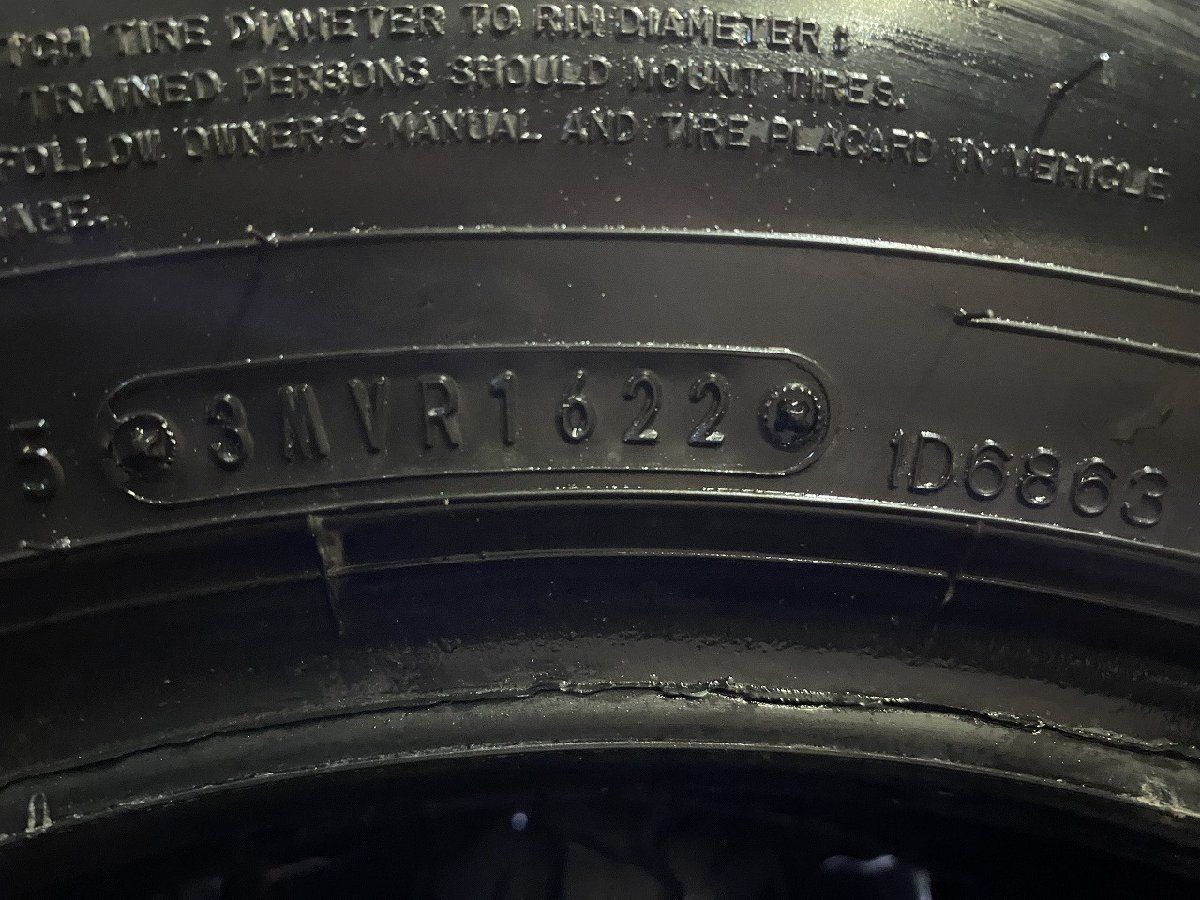 TCH TIRE DIAMETER TO RIM DIAMETER;
TRAINED PERSONS SHOULD MOUNT TIRES.
FOLLOW OWNER'S MANUAL AND TIRE PLACARD IN VEHICLE
5 3MVR1622 1D6863